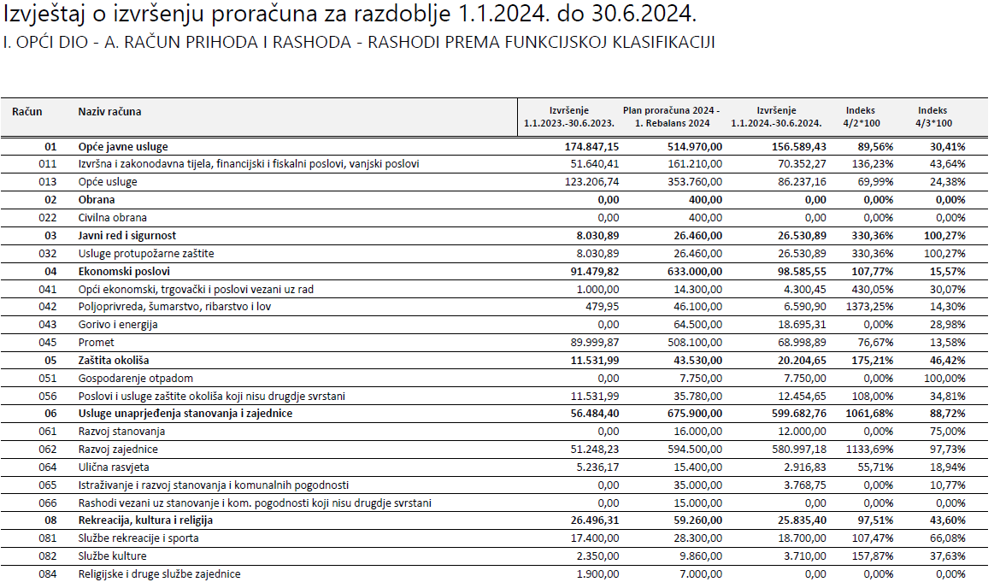 Izvještaj o izvršenju proračuna za razdoblje 1.1.2024. do 30.6.2024.
I. OPĆI DIO - A. RAČUN PRIHODA I RASHODA - RASHODI PREMA FUNKCIJSKOJ KLASIFIKACIJI
Račun Naziv računa Izvršenje 1.1.2023.-30.6.2023. Plan proračuna 2024 - 1. Rebalans 2024 Izvršenje 1.1.2024.-30.6.2024. Indeks 4/2*100 Indeks 4/3*100
01 Opće javne usluge 174.847,15 514.970,00 156.589,43 89,56% 30,41%
011 Izvršna i zakonodavna tijela, financijski i fiskalni poslovi, vanjski poslovi 51.640,41 161.210,00 70.352,27 136,23% 43,64%
013 Opće usluge 123.206,74 353.760,00 86.237,16 69,99% 24,38%
02 Obrana 0,00 400,00 0,00 0,00% 0,00%
022 Civilna obrana 0,00 400,00 0,00 0,00% 0,00%
03 Javni red i sigurnost 8.030,89 26.460,00 26.530,89 330,36% 100,27%
032 Usluge protupožarne zaštite 8.030,89 26.460,00 26.530,89 330,36% 100,27%
04 Ekonomski poslovi 91.479,82 633.000,00 98.585,55 107,77% 15,57%
041 Opći ekonomski, trgovački i poslovi vezani uz rad 1.000,00 14.300,00 4.300,45 430,05% 30,07%
042 Poljoprivreda, šumarstvo, ribarstvo i lov 479,95 46.100,00 6.590,90 1373,25% 14,30%
043 Gorivo i energija 0,00 64.500,00 18.695,31 0,00% 28,98%
045 Promet 89.999,87 508.100,00 68.998,89 76,67% 13,58%
05 Zaštita okoliša 11.531,99 43.530,00 20.204,65 175,21% 46,42%
051 Gospodarenje otpadom 0,00 7.750,00 7.750,00 0,00% 100,00%
056 Poslovi i usluge zaštite okoliša koji nisu drugdje svrstani 11.531,99 35.780,00 12.454,65 108,00% 34,81%
06 Usluge unaprjeđenja stanovanja i zajednice 56.484,40 675.900,00 599.682,76 1061,68% 88,72%
061 Razvoj stanovanja 0,00 16.000,00 12.000,00 0,00% 75,00%
062 Razvoj zajednice 51.248,23 594.500,00 580.997,18 1133,69% 97,73%
064 Ulična rasvjeta 5.236,17 15.400,00 2.916,83 55,71% 18,94%
065 Istraživanje i razvoj stanovanja i komunalnih pogodnosti 0,00 35.000,00 3.768,75 0,00% 10,77%
066 Rashodi vezani uz stanovanje i kom. pogodnosti koji nisu drugdje svrstani 0,00 15.000,00 0,00 0,00% 0,00%
08 Rekreacija, kultura i religija 26.496,31 59.260,00 25.835,40 97,51% 43,60%
081 Službe rekreacije i sporta 17.400,00 28.300,00 18.700,00 107,47% 66,08%
082 Službe kulture 2.350,00 9.860,00 3.710,00 157,87% 37,63%
084 Religijske i druge službe zajednice 1.900,00 7.000,00 0,00 0,00% 0,00%